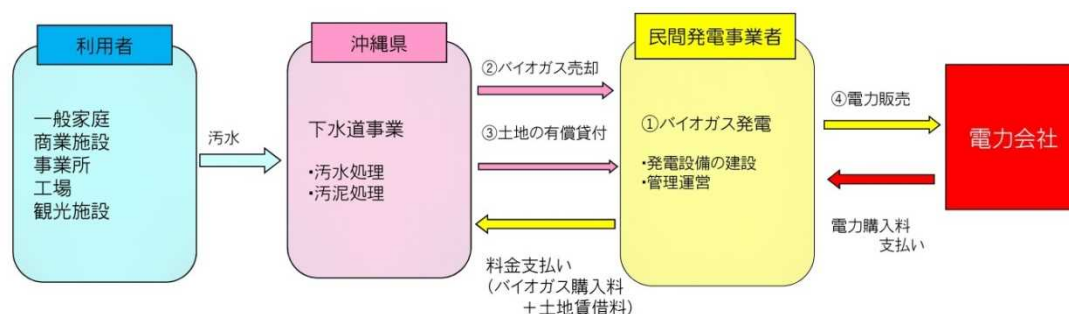 利用者
一般家庭
商業施設
事業所
工場
観光施設
汚水
沖縄県
下水道事業
・汚水処理
・汚泥処理
②バイオガス売却
③土地の有償貸付
料金支払い
(バイオガス購入料
+土地賃借料)
民間発電事業者
①バイオガス発電
・発電設備の建設
・管理運営
④電力販売
電力購入料
支払い
電力会社